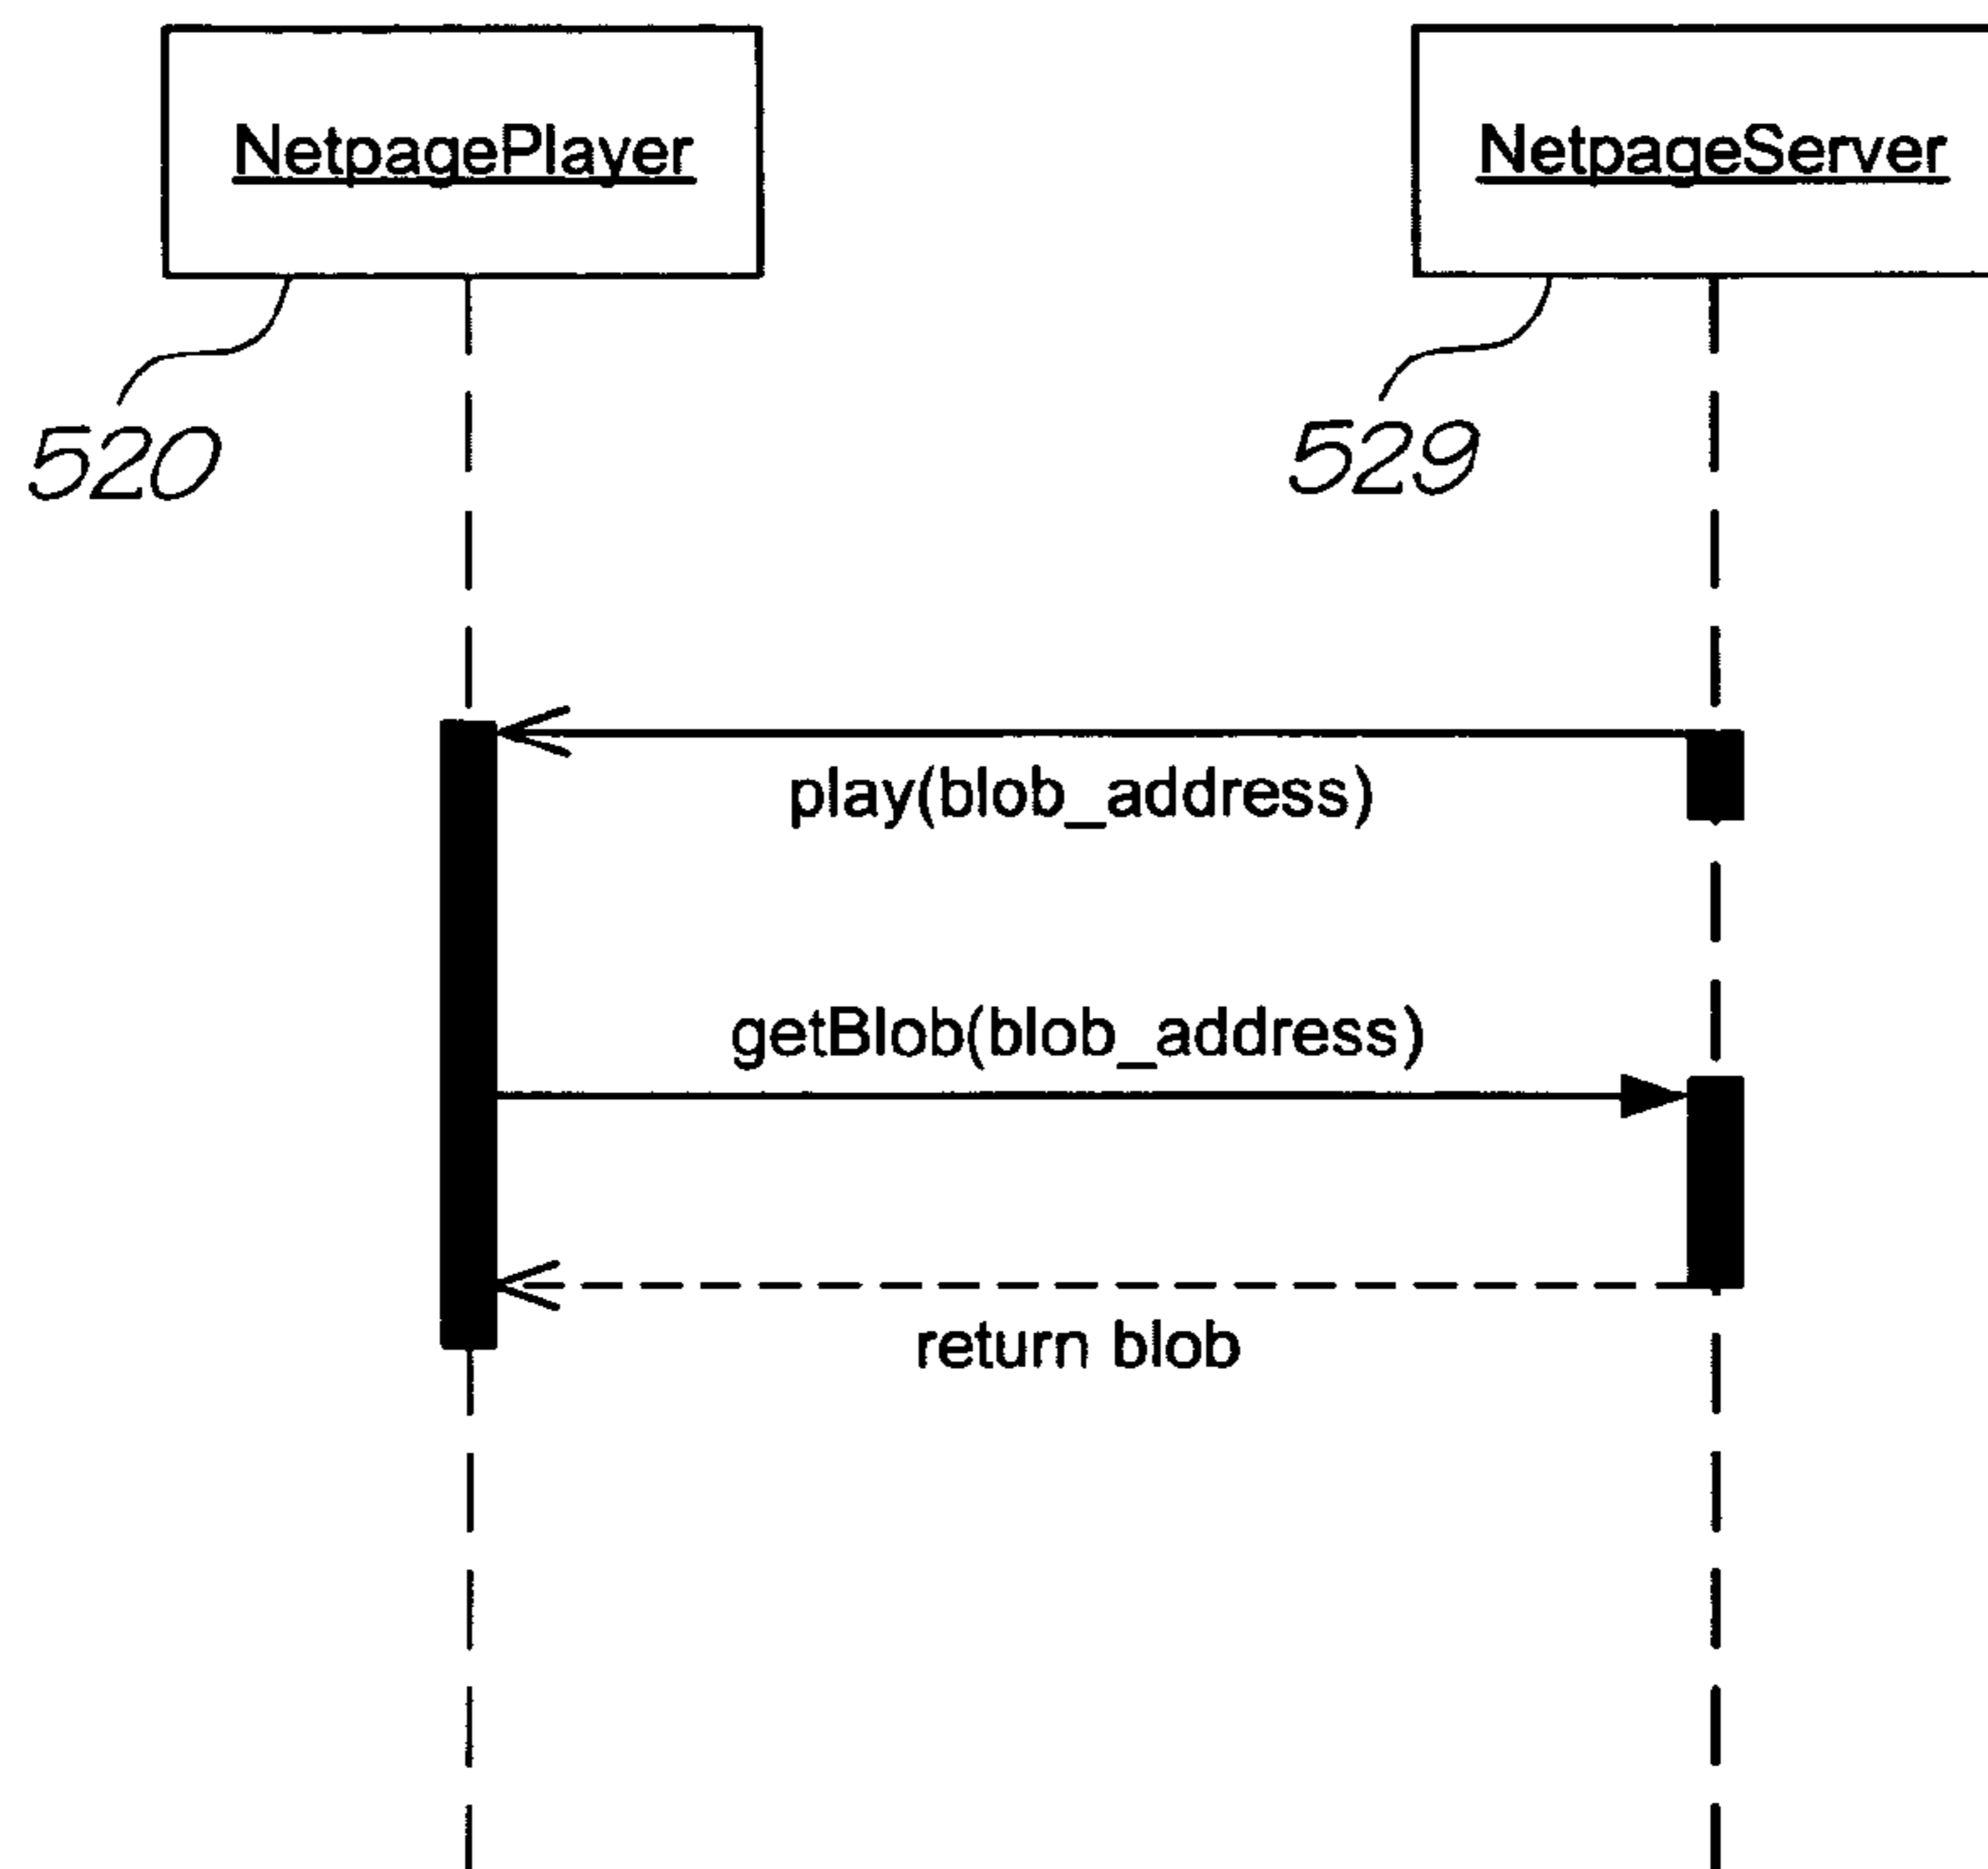 NetpagePlayer
NetpageServer
520
529
play(blob_address)
getBlob(blob_address)
return blob